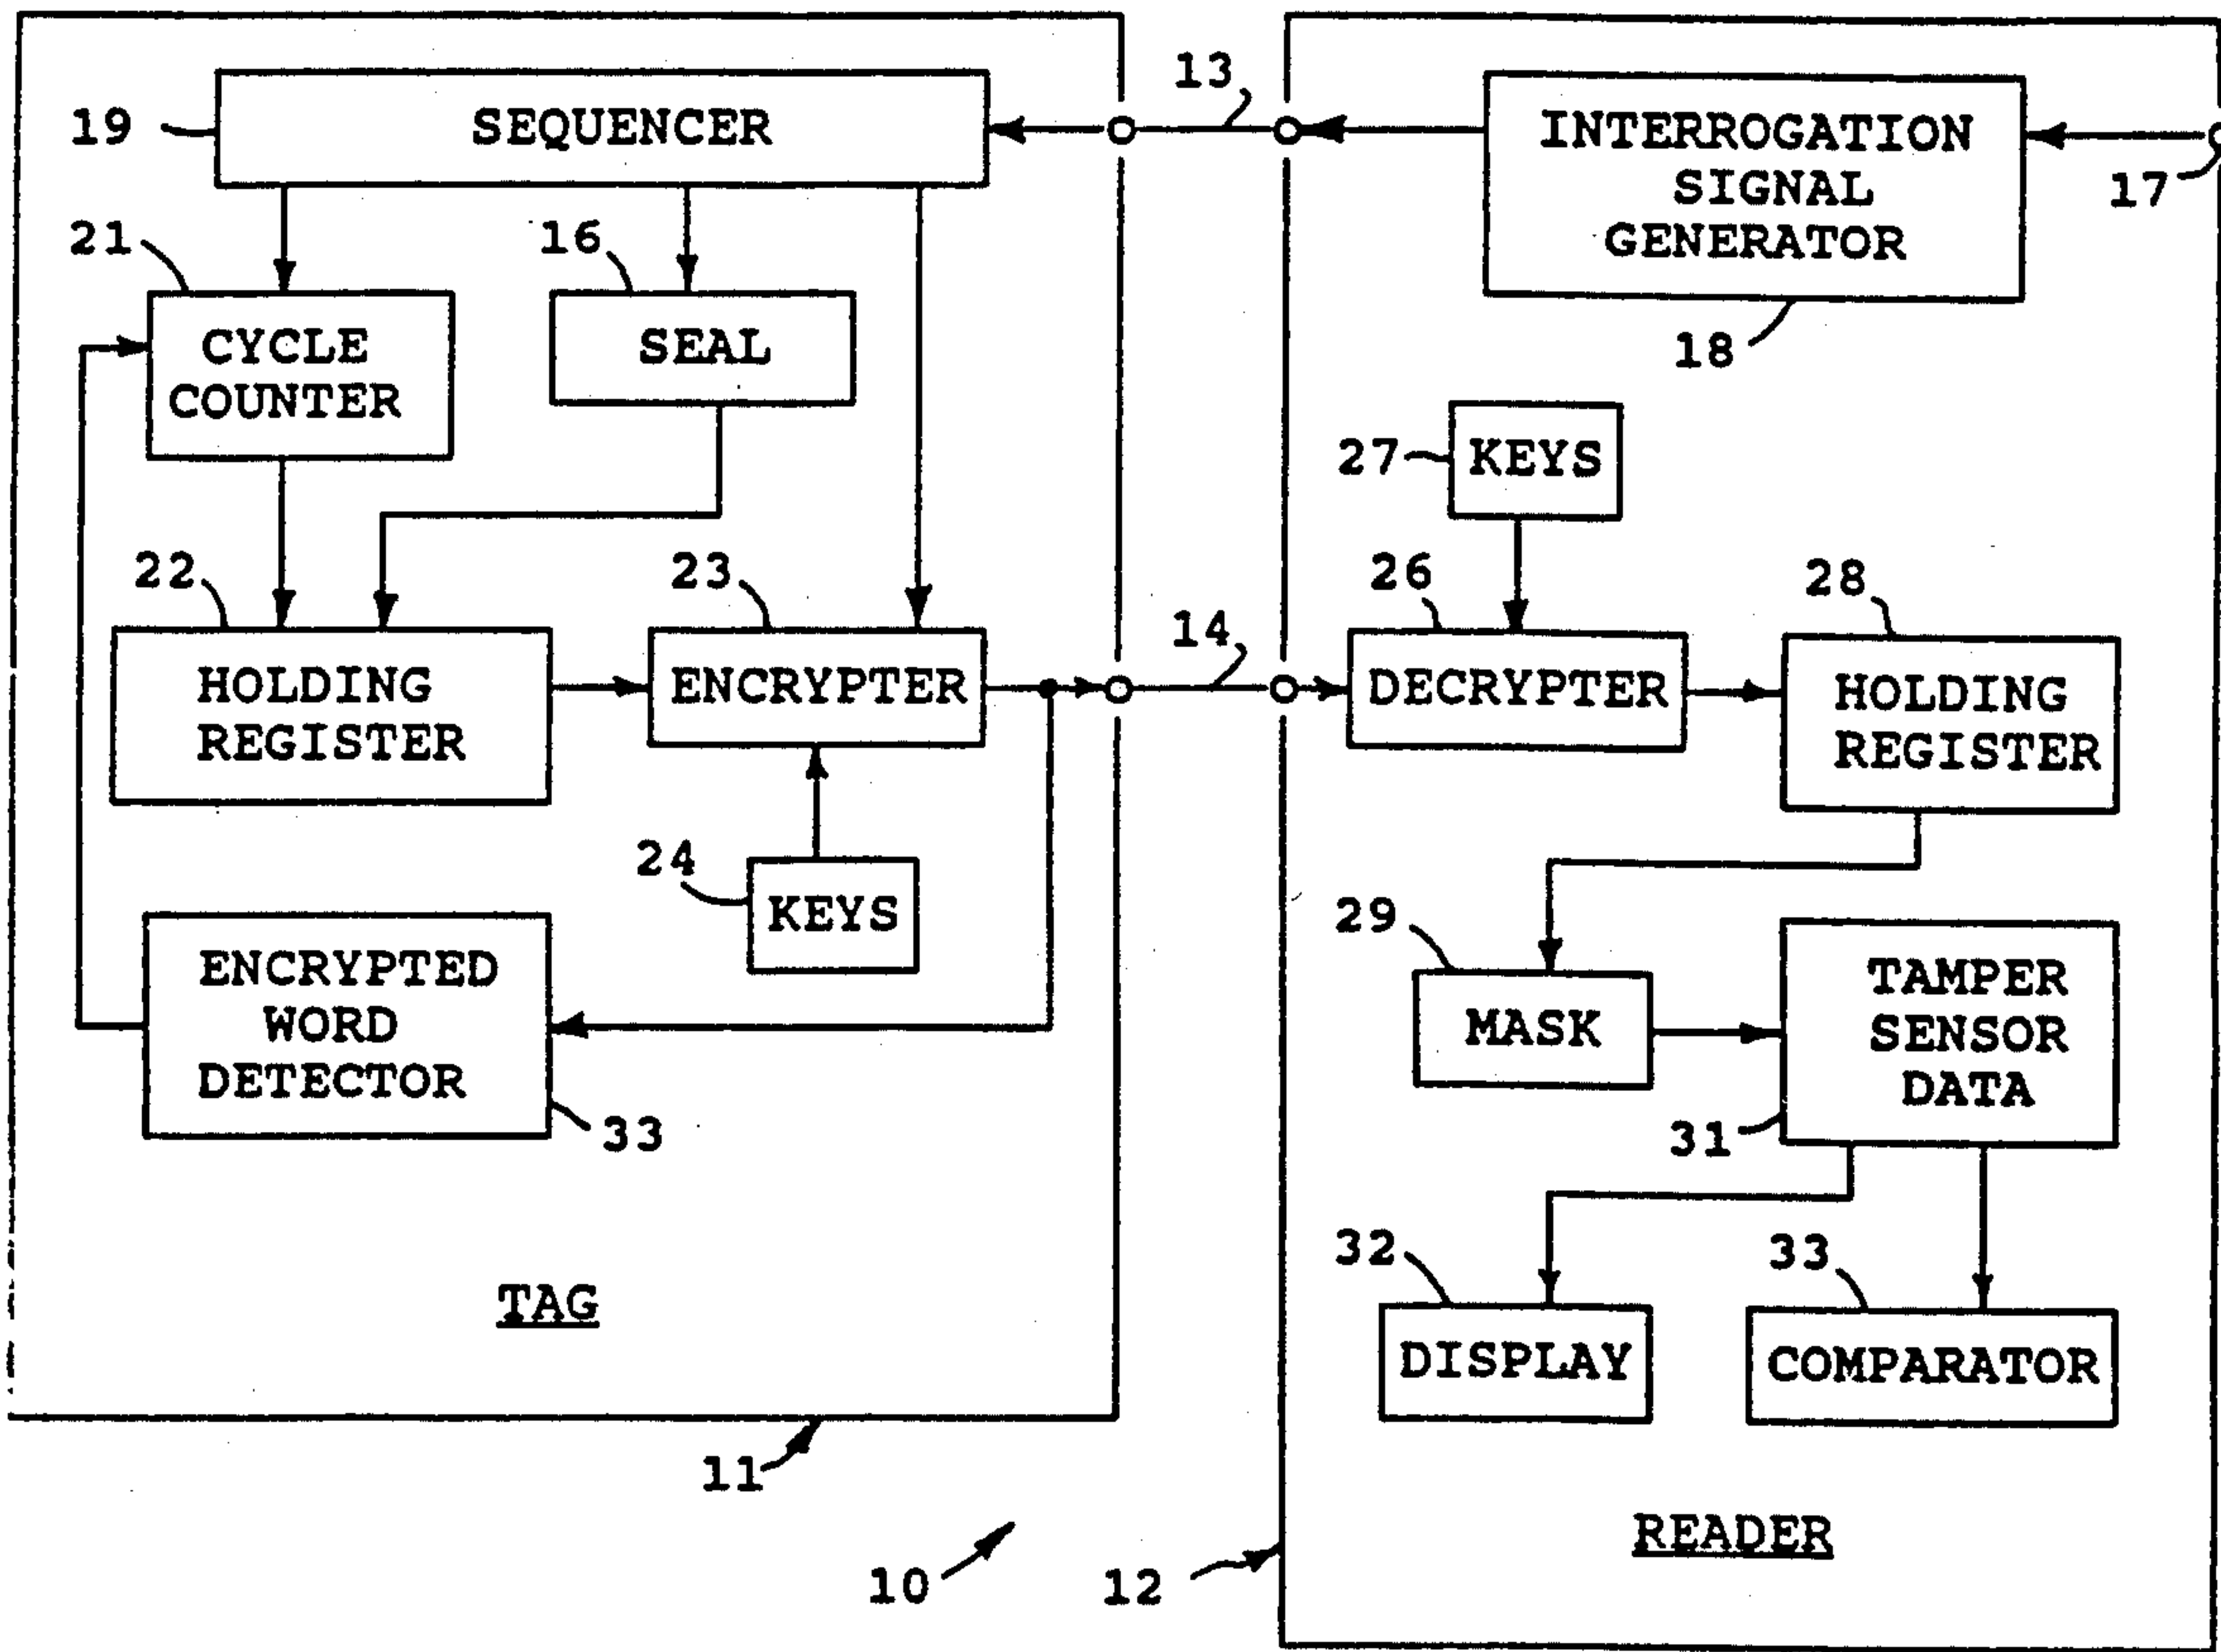 13
19
SEQUENCER
INTERROGATION
SIGNAL
GENERATOR
17
18
21
16
CYCLE
COUNTER
SEAL
27
KEYS
22
23
14
26
28
HOLDING
REGISTER
ENCRYPTER
DECRYPTER
HOLDING
REGISTER
24
KEYS
29
MASK
TAMPER
SENSOR
DATA
31
ENCRYPTED
WORD
DETECTOR
33
32
33
DISPLAY
COMPARATOR
TAG
11
10
12
READER